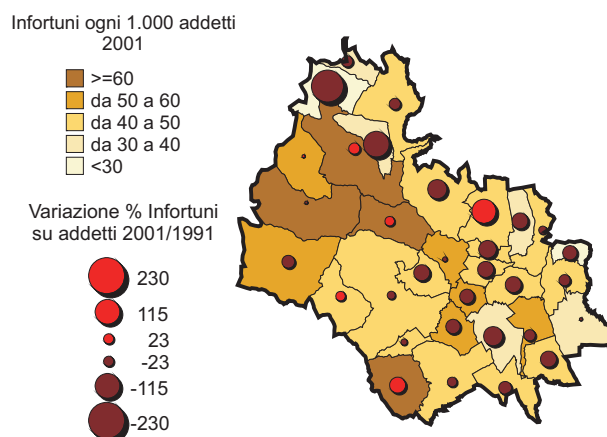 Infortuni ogni 1.000 addetti
2001
>=60
da 50 a 60
da 40 a 50
da 30 a 40
<30
Variazione % Infortuni
su addetti 2001/1991
230
115
23
-23
-115
-230